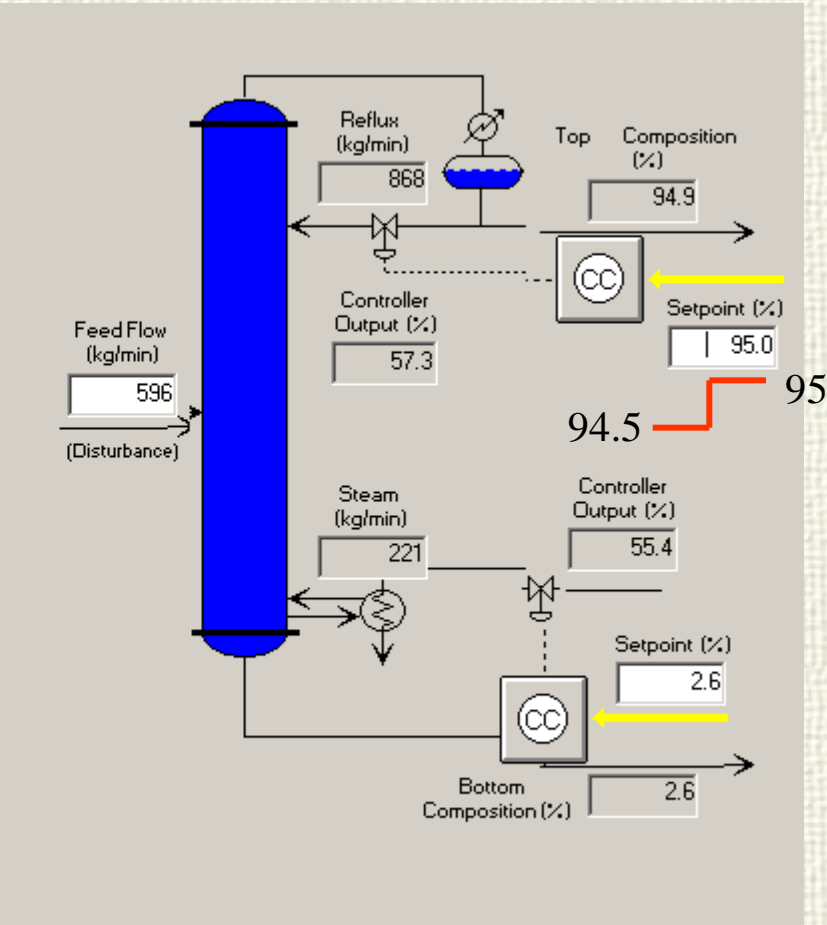 Reflux
(kg/min)
868
Top Composition
(%)
94.9
CC
Setpoint (%)
95.0
Controller
Output (%)
57.3
Feed Flow
(kg/min)
596
(Disturbance)
95
94.5
Steam
(kg/min)
221
Controller
Output (%)
55.4
Setpoint (%)
2.6
CC
Bottom
Composition (%)
2.6